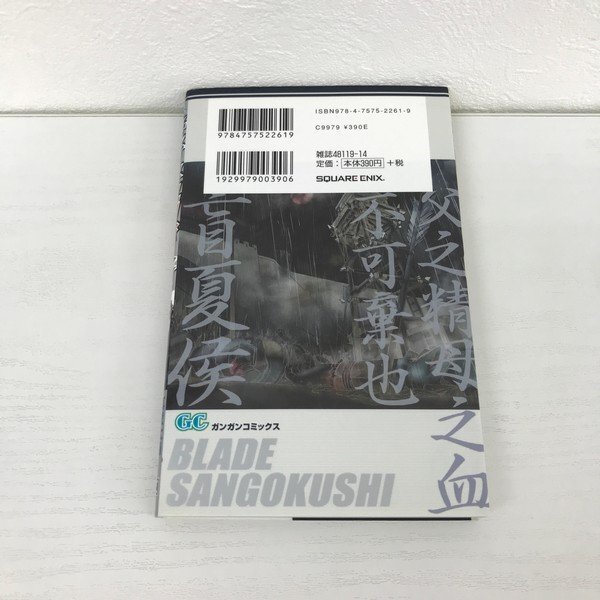 ISBN978-4-7575-2261-9
C9979 ¥390E
9784757522619
雑誌48119-14
定価：本体390円＋税
1929979003906
SQUARE ENIX.
父之精母之血
不可棄也
盲夏侯
GC ガンガンコミックス
BLADE
SANGOKUSHI